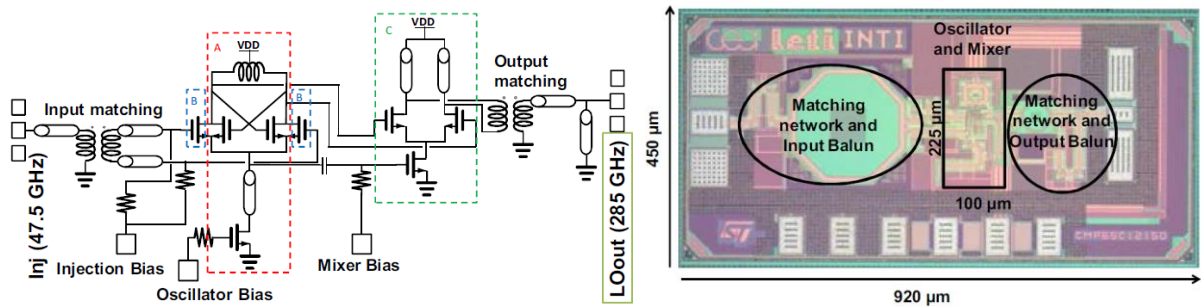 A
VDD
C
VDD
Input matching
B
B
Output
matching
Inj (47.5 GHz)
LOout (285 GHz)
Injection Bias
Mixer Bias
Oscillator Bias
450 µm
leti
INTI
Oscillator
and Mixer
Matching
network and
Input Balun
225 µm
Matching
network and
Output Balun
100 µm
ST
CMP65C12150
920 µm